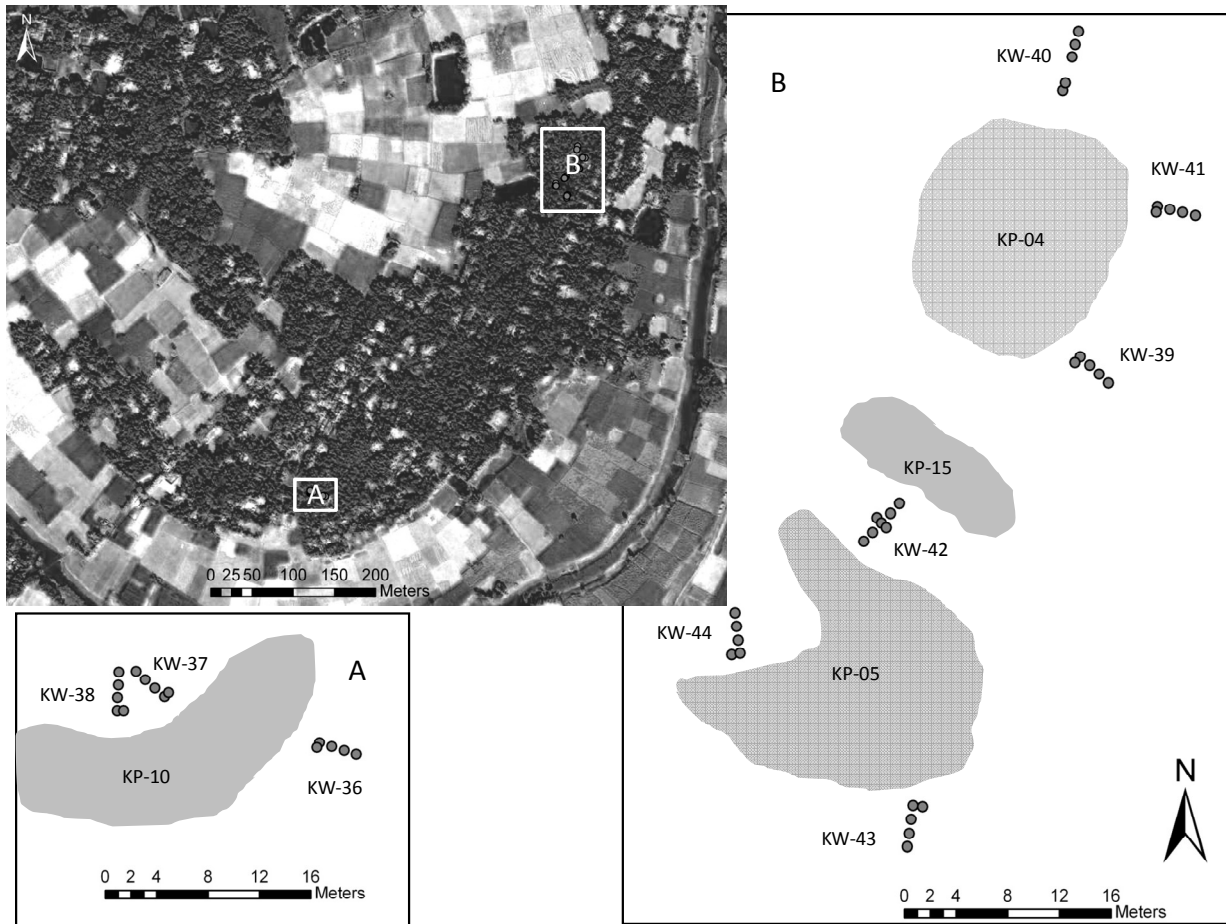 N
B
A
0 25 50 100 150 200
Meters
B
KW-40
KW-41
KP-04
KW-39
KP-15
KW-42
KW-44
KP-05
KW-43
N
0 2 4 8 12 16
Meters
A
KW-37
KW-38
KP-10
KW-36
0 2 4 8 12 16
Meters